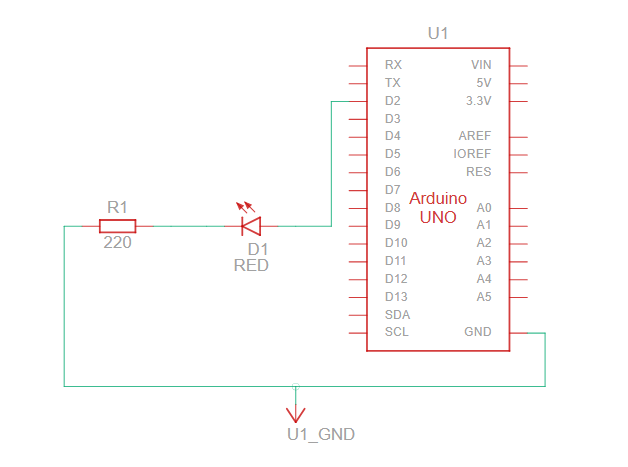 U1
RX
VIN
TX
5V
D2
3.3V
D3
D4
AREF
D5
IOREF
D6
RES
D7
Arduino
UNO
D8
A0
D9
A1
D10
A2
D11
A3
D12
A4
D13
A5
SDA
SCL
GND
R1
220
D1
RED
U1_GND